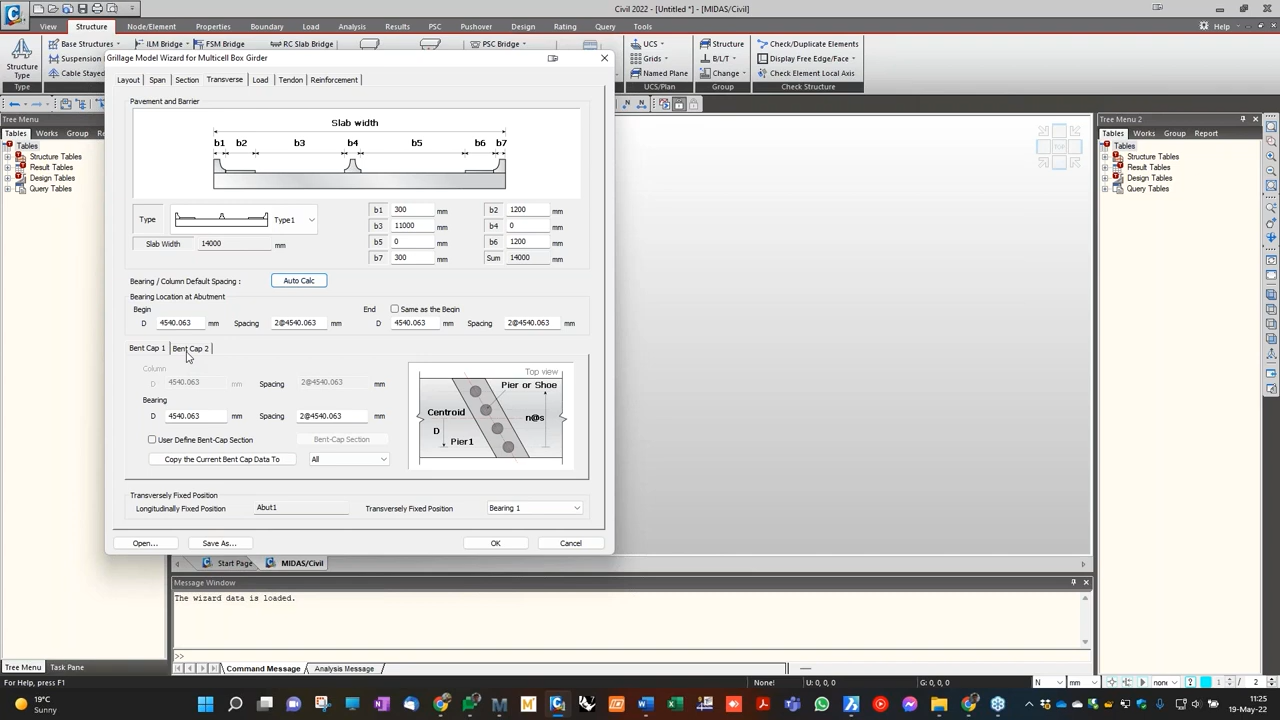 Civil 2022 - [Untitled *] - [MIDAS/Civil]
View Structure Node/Element Properties Boundary Load Analysis Results PSC Pushover Design Rating Query Tools Help
Base Structures ILM Bridge FSM Bridge RC Slab Bridge PSC Bridge UCS Structure Check/Duplicate Elements
Structure Type Suspension Grids B/L/T Display Free Edge/Face
Cable Stayed Named Plane Change Check Element Local Axis
Type UCS/Plan Group Check Structure
Grillage Model Wizard for Multicell Box Girder
Layout Span Section Transverse Load Tendon Reinforcement
Pavement and Barrier
Slab width
b1 b2 b3 b4 b5 b6 b7
Type Type1
Slab Width 14000 mm
b1 300 mm b2 1200 mm
b3 11000 mm b4 0 mm
b5 0 mm b6 1200 mm
b7 300 mm Sum 14000 mm
Bearing / Column Default Spacing : Auto Calc
Bearing Location at Abutment
Begin End Same as the Begin
D 4540.063 mm Spacing 2@4540.063 mm D 4540.063 mm Spacing 2@4540.063 mm
Bent Cap 1 Bent Cap 2
Column
D 4540.063 mm Spacing 2@4540.063 mm
Bearing
D 4540.063 mm Spacing 2@4540.063 mm
User Define Bent-Cap Section Bent-Cap Section
Copy the Current Bent Cap Data To All
Top view
Pier or Shoe
Centroid
n@s
D
Pier1
Transversely Fixed Position
Longitudinally Fixed Position Abut1 Transversely Fixed Position Bearing 1
Open... Save As... OK Cancel
Tree Menu
Tables Works Group Report
Tables
Structure Tables
Result Tables
Design Tables
Query Tables
Tree Menu Task Pane
TOP
Tree Menu 2
Tables Works Group Report
Tables
Structure Tables
Result Tables
Design Tables
Query Tables
Start Page MIDAS/Civil
Message Window
The wizard data is loaded.
>>
Command Message Analysis Message
For Help, press F1 None! U: 0, 0, 0 G: 0, 0, 0 N mm none 1 / 2
19°C
Sunny
11:25
19-May-22